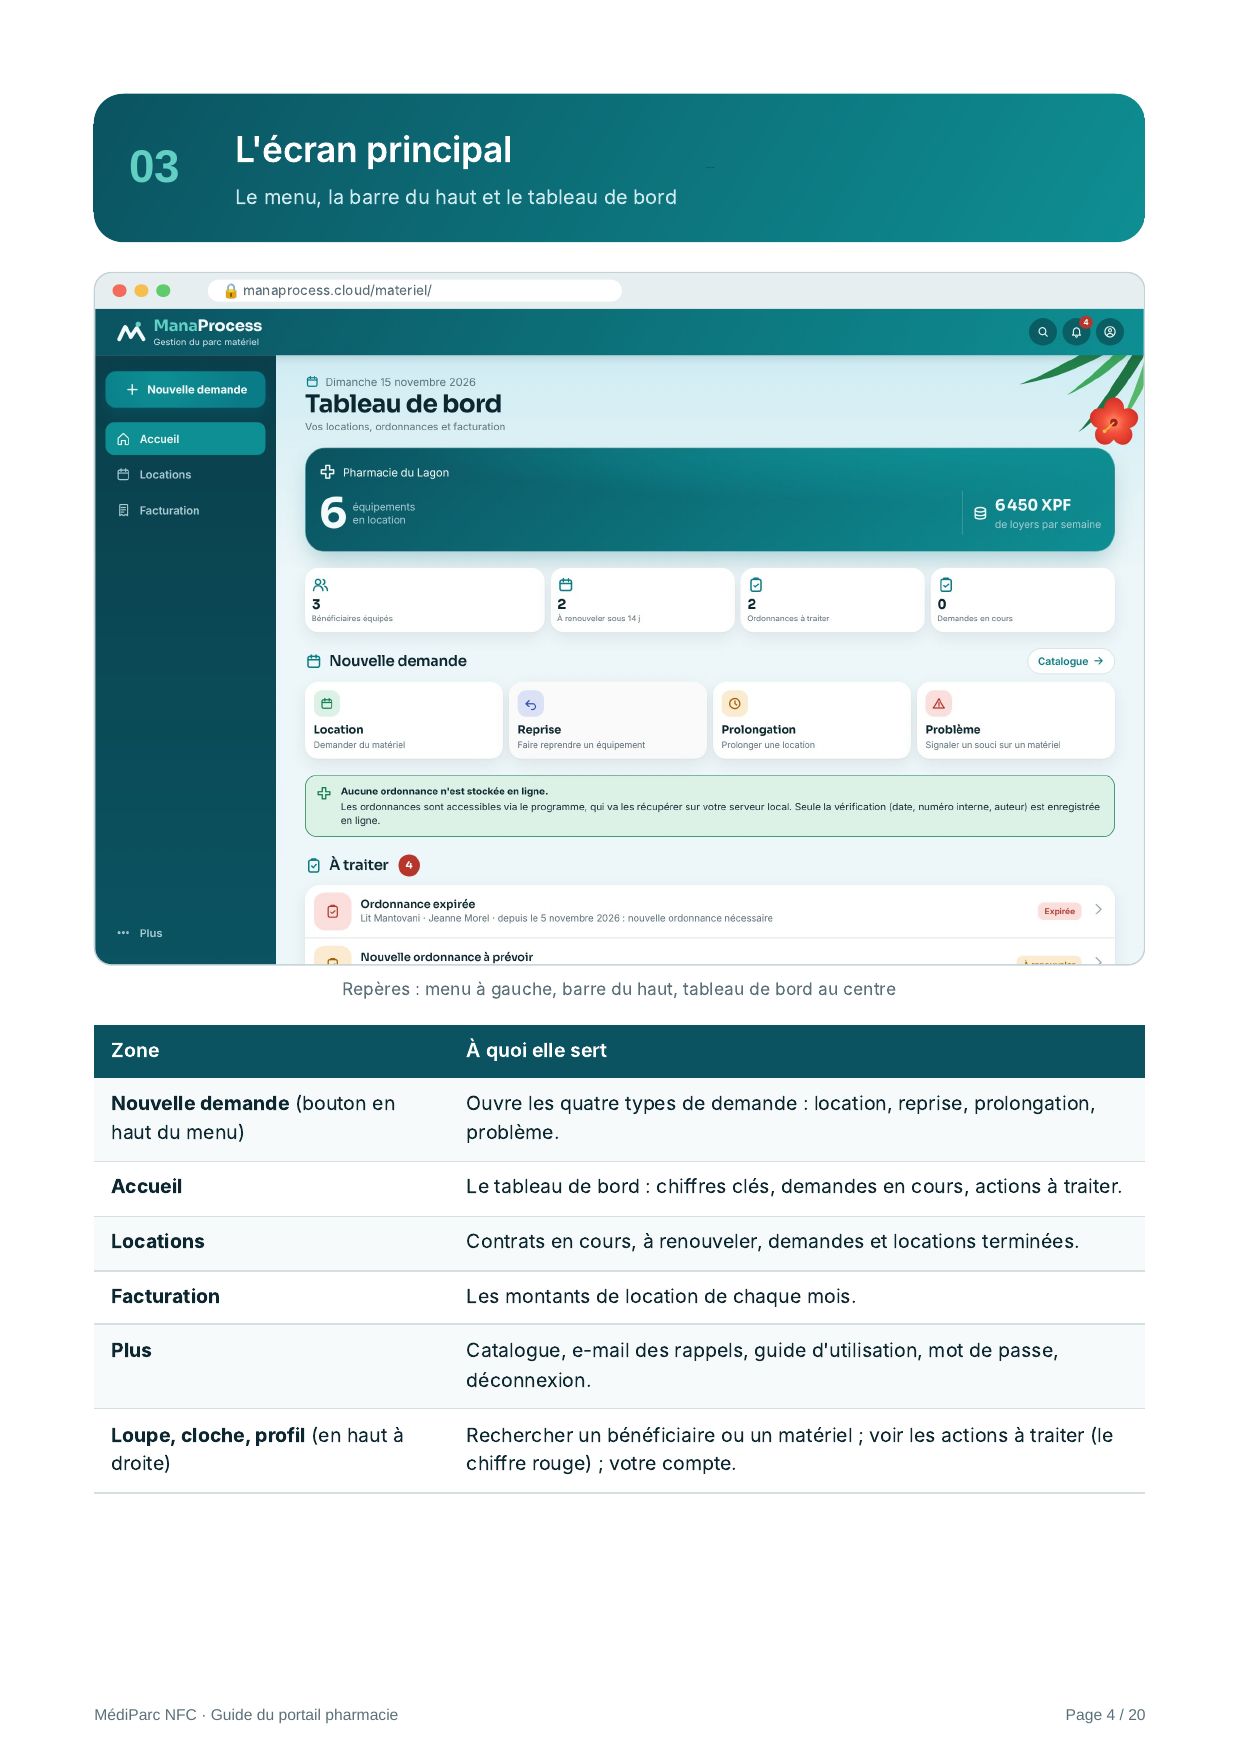 03
L'écran principal
Le menu, la barre du haut et le tableau de bord
manaprocess.cloud/materiel/
ManaProcess
Gestion du parc matériel
4
Nouvelle demande
Accueil
Locations
Facturation
Plus
Dimanche 15 novembre 2026
Tableau de bord
Vos locations, ordonnances et facturation
Pharmacie du Lagon
6 équipements en location
6 450 XPF
de loyers par semaine
3
Bénéficiaires équipés
2
À renouveler sous 14 j
2
Ordonnances à traiter
0
Demandes en cours
Nouvelle demande
Catalogue →
Location
Demander du matériel
Reprise
Faire reprendre un équipement
Prolongation
Prolonger une location
Problème
Signaler un souci sur un matériel
Aucune ordonnance n'est stockée en ligne.
Les ordonnances sont accessibles via le programme, qui va les récupérer sur votre serveur local. Seule la vérification (date, numéro interne, auteur) est enregistrée
en ligne.
À traiter 4
Ordonnance expirée
Lit Mantovani · Jeanne Morel · depuis le 5 novembre 2026 : nouvelle ordonnance nécessaire
Expirée
Nouvelle ordonnance à prévoir
Repères : menu à gauche, barre du haut, tableau de bord au centre
Zone À quoi elle sert
Nouvelle demande (bouton en
haut du menu)
Ouvre les quatre types de demande : location, reprise, prolongation,
problème.
Accueil
Le tableau de bord : chiffres clés, demandes en cours, actions à traiter.
Locations
Contrats en cours, à renouveler, demandes et locations terminées.
Facturation
Les montants de location de chaque mois.
Plus
Catalogue, e-mail des rappels, guide d'utilisation, mot de passe,
déconnexion.
Loupe, cloche, profil (en haut à
droite)
Rechercher un bénéficiaire ou un matériel ; voir les actions à traiter (le
chiffre rouge) ; votre compte.
MédiParc NFC · Guide du portail pharmacie
Page 4 / 20